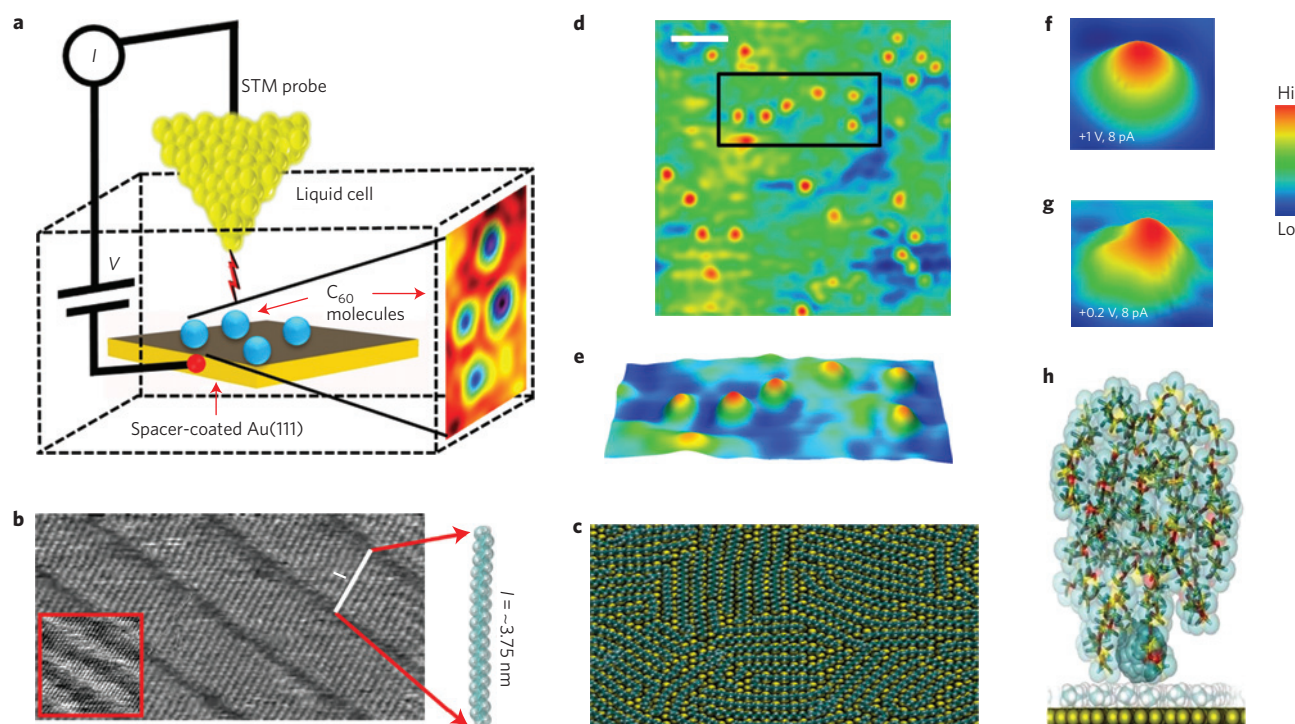 a
I
STM probe
Liquid cell
V
C60
molecules
Spacer-coated Au(111)
b
l = ~3.75 nm
c
d
e
f
+1 V, 8 pA
g
+0.2 V, 8 pA
Hi
Lo
h